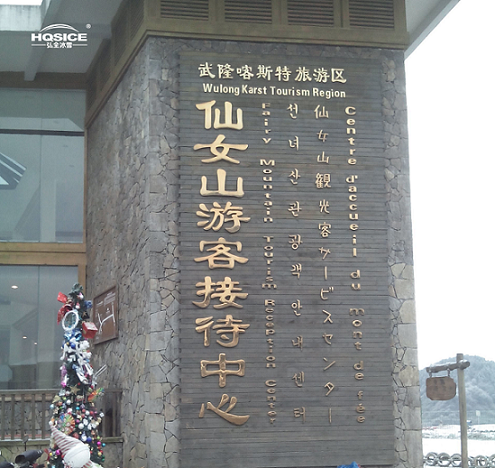 HQSICE
弘全冰雪
武隆喀斯特旅游区
Wulong Karst Tourism Region
仙女山游客接待中心
Fairy Mountain Tourism Reception Center
선녀산관광객안내센터
仙女山観光客サービスセンター
Centre d'accueil du mont de fée